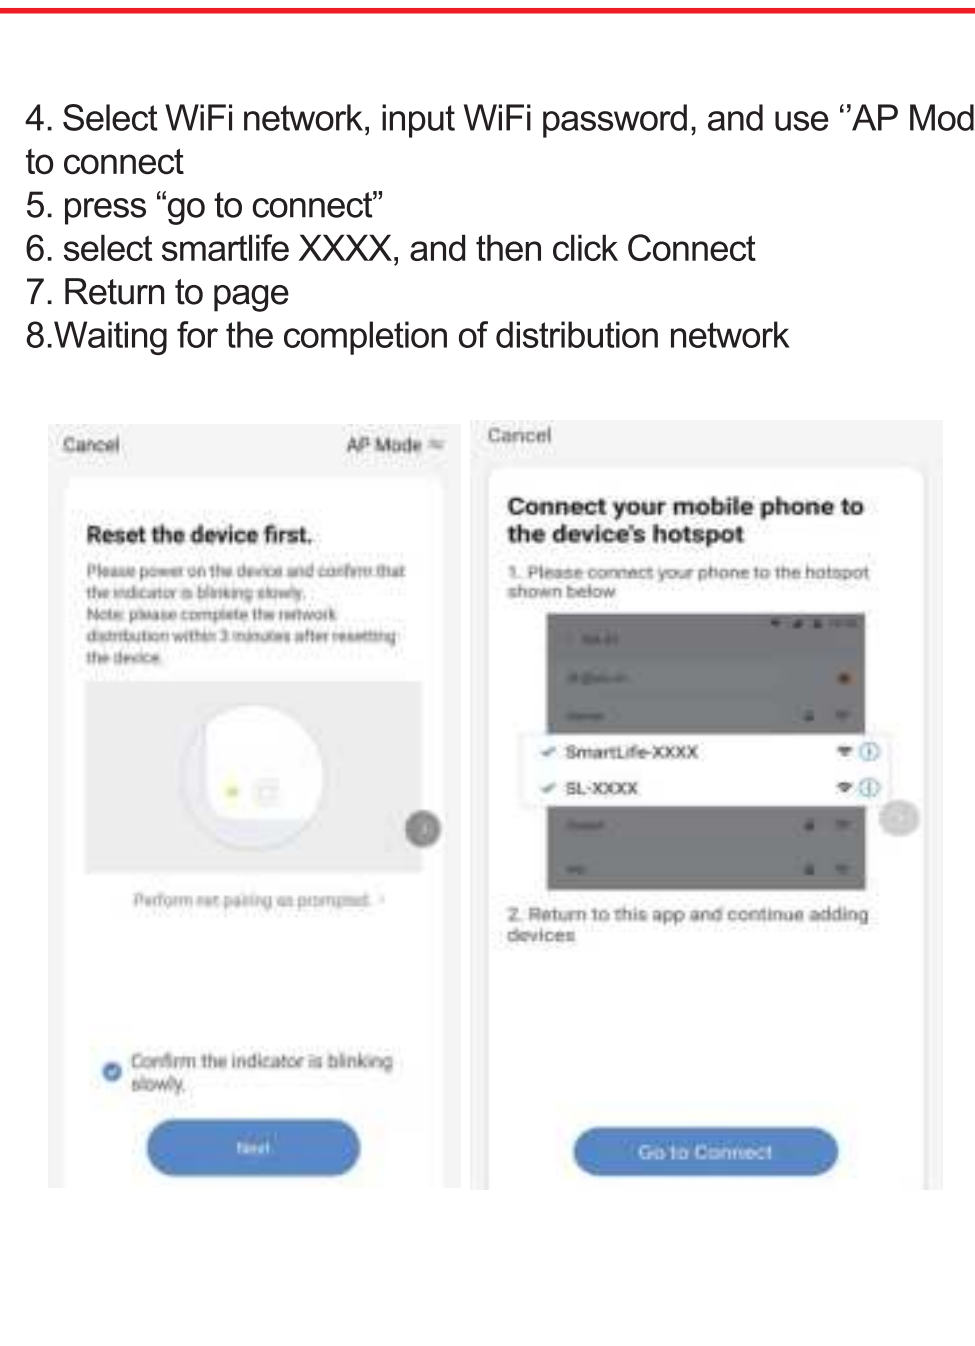 4. Select WiFi network, input WiFi password, and use ‘’AP Mod
to connect
5. press “go to connect”
6. select smartlife XXXX, and then click Connect
7. Return to page
8.Waiting for the completion of distribution network
Cancel
AP Mode
Reset the device first.
Please power on the device and confirm that
the indicator is blinking slowly.
Note: please complete the network
distribution within 3 minutes after resetting
the device.
Perform net pairing as prompted. >
Confirm the indicator is blinking
slowly.
Next
Cancel
Connect your mobile phone to
the device's hotspot
1. Please connect your phone to the hotspot
shown below
SmartLife-XXXX
SL-XXXX
2. Return to this app and continue adding
devices
Go to Connect